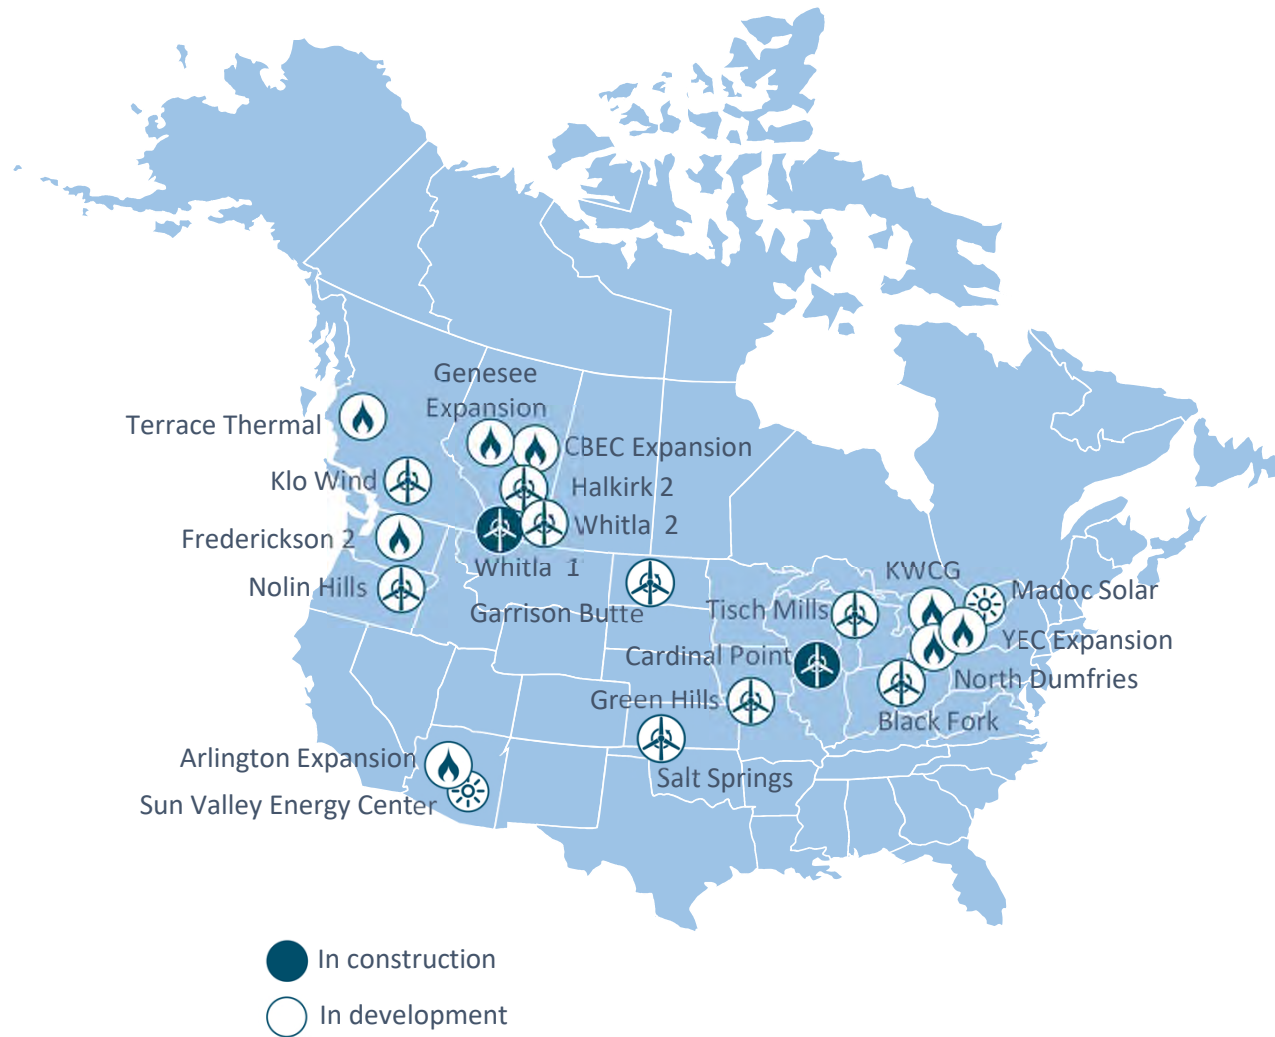 Genesee
Expansion
Terrace Thermal
CBEC Expansion
Klo Wind
Halkirk 2
Whitla 2
Frederickson 2
Whitla 1
KWCG
Nolin Hills
Madoc Solar
Garrison Butte
Tisch Mills
YEC Expansion
Cardinal Point
North Dumfries
Green Hills
Black Fork
Arlington Expansion
Salt Springs
Sun Valley Energy Center
In construction
In development